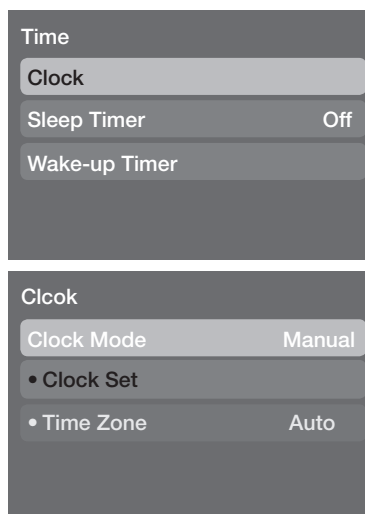 Time
Clock
Sleep Timer Off
Wake-up Timer
Clcok
Clock Mode Manual
• Clock Set
• Time Zone Auto